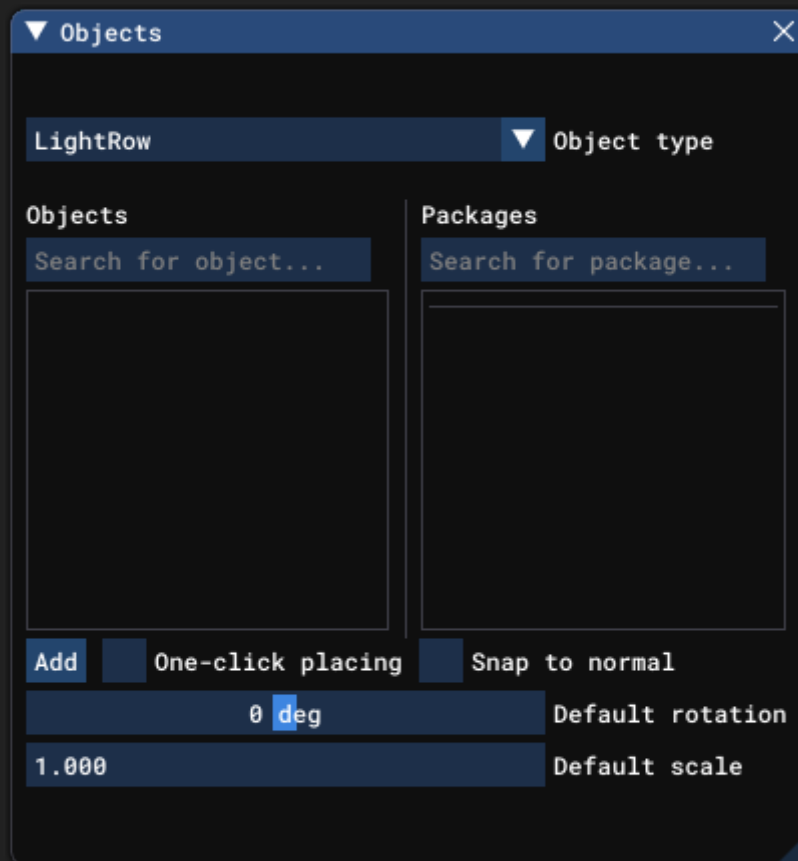 Objects
LightRow Object type
Objects Packages
Search for object... Search for package...
Add One-click placing Snap to normal
0 deg Default rotation
1.000 Default scale